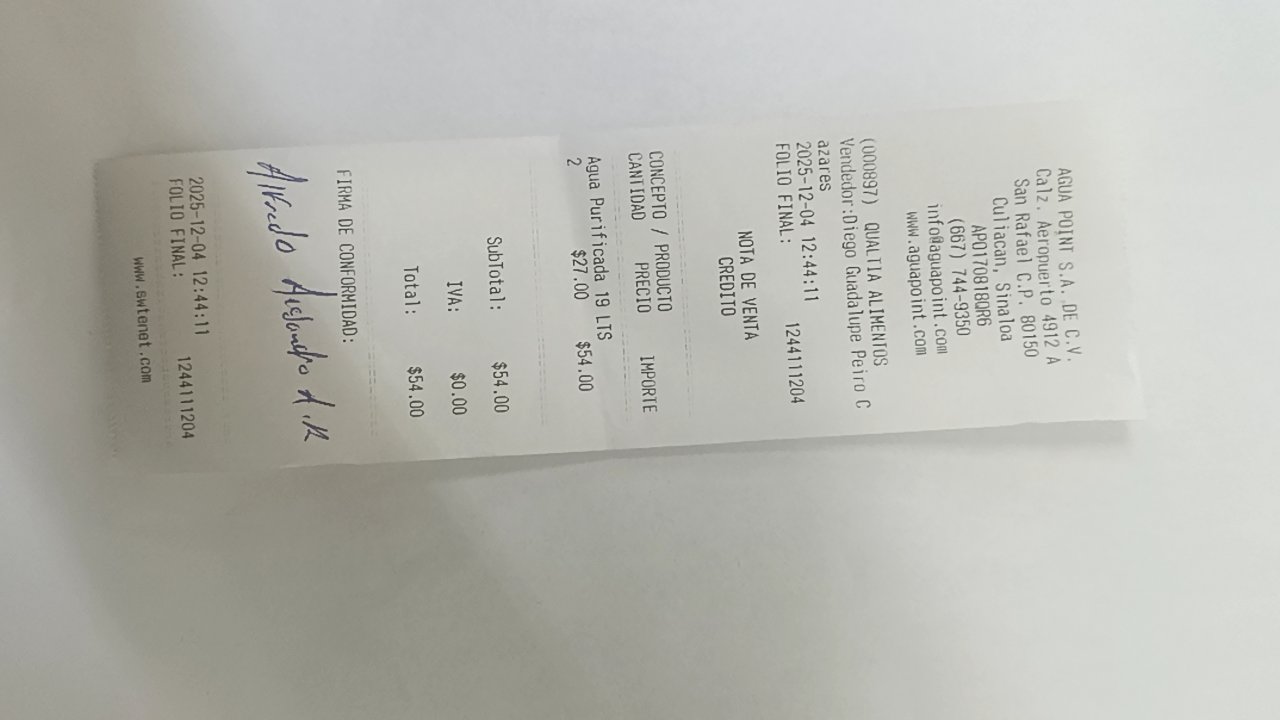 AGUA POINT S.A. DE C.V.
Calz. Aeropuerto 4912 A
San Rafael C.P. 80150
Culiacan, Sinaloa
APO170818QR6
(667) 744-9350
info@aguapoint.com
www.aguapoint.com
(000897) QUALTIA ALIMENTOS
Vendedor:Diego Guadalupe Peiro C
azares
2025-12-04 12:44:11
FOLIO FINAL: 1244111204
NOTA DE VENTA
CREDITO
CONCEPTO / PRODUCTO
CANTIDAD PRECIO IMPORTE
Agua Purificada 19 LTS
2 $27.00 $54.00
SubTotal: $54.00
IVA: $0.00
Total: $54.00
FIRMA DE CONFORMIDAD:
Alfredo Alejandro A.R
2025-12-04 12:44:11
FOLIO FINAL: 1244111204
www.swtenet.com